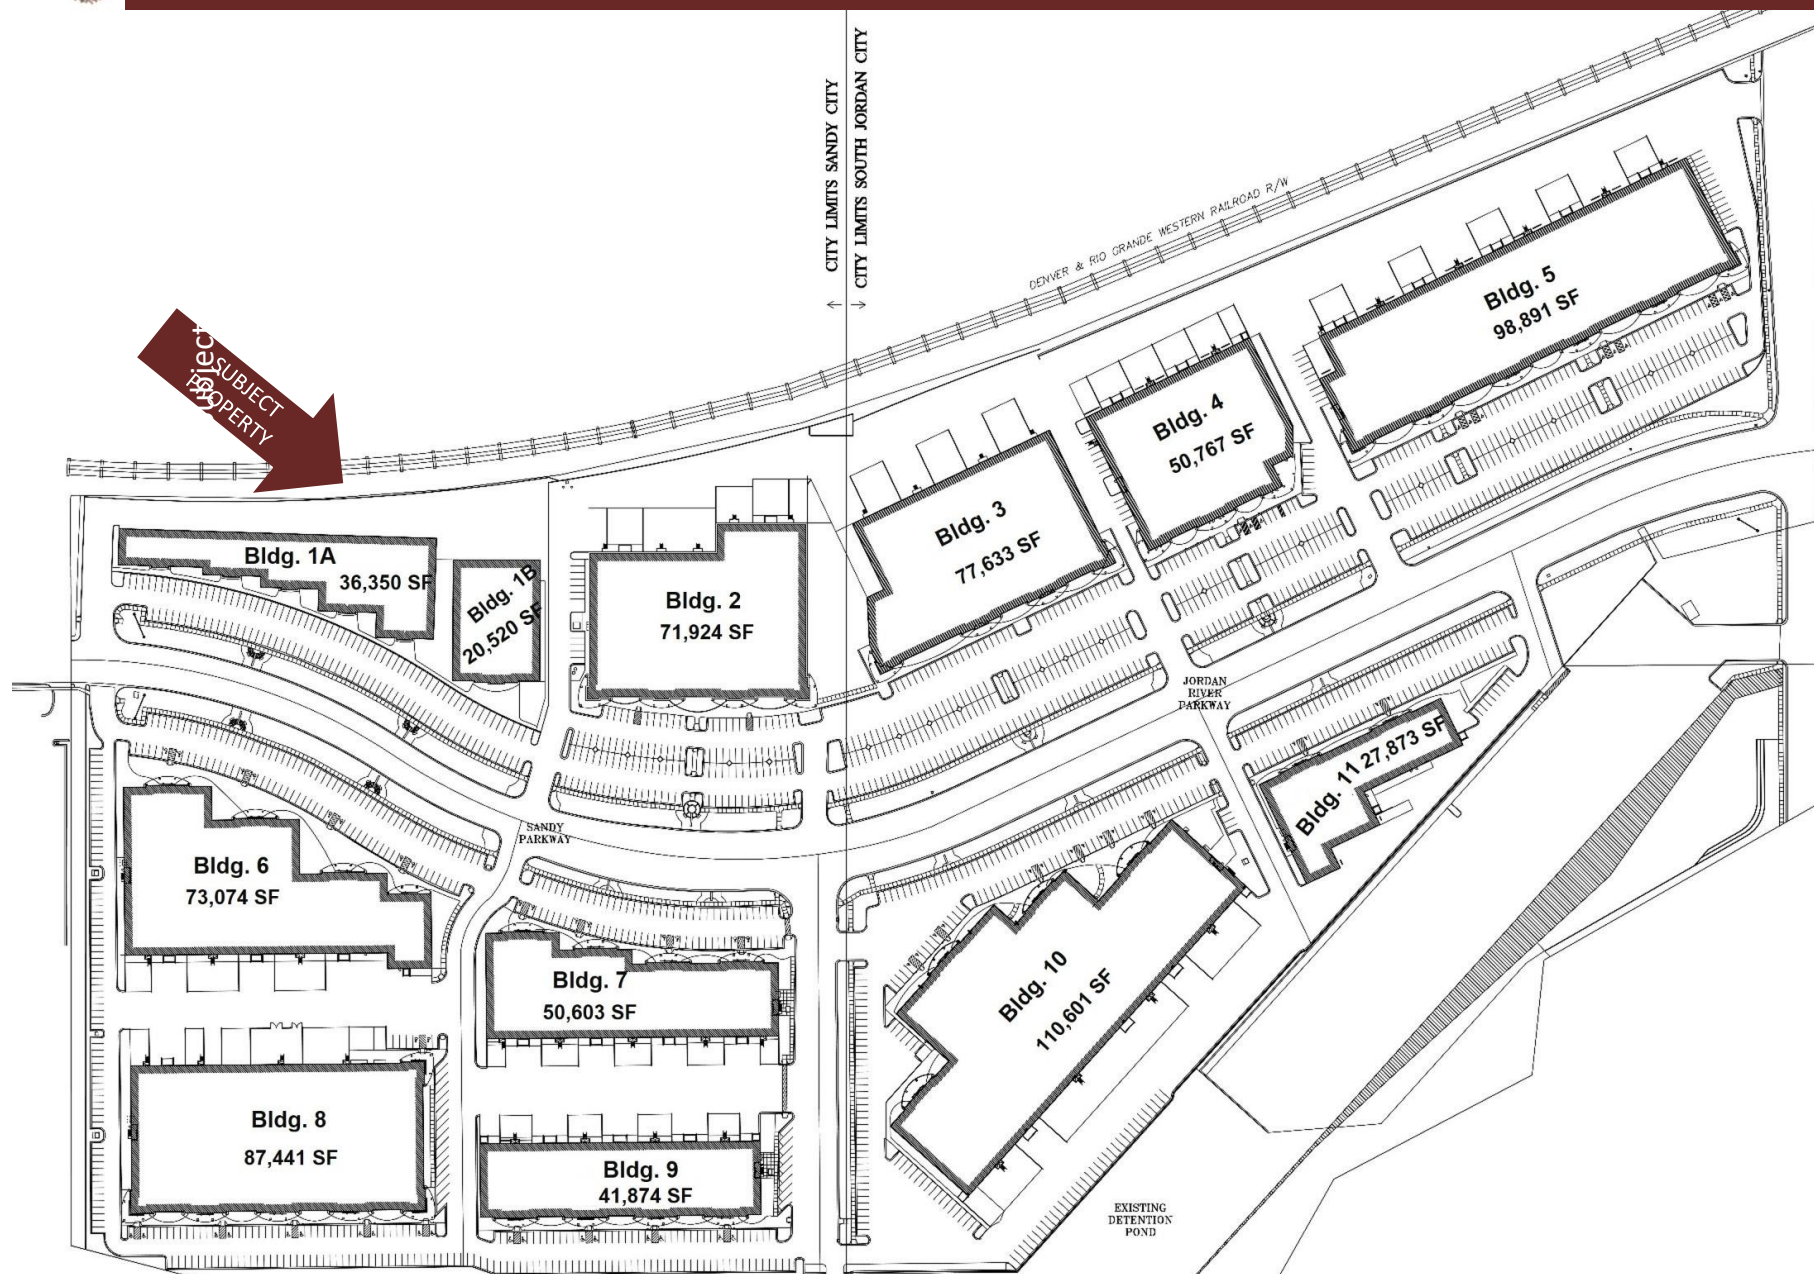 CITY LIMITS SANDY CITY
CITY LIMITS SOUTH JORDAN CITY
DENVER & RIO GRANDE WESTERN RAILROAD R/W
SUBJECT
PROPERTY
Bldg. 5
98,891 SF
Bldg. 4
50,767 SF
Bldg. 3
77,633 SF
Bldg. 1A
36,350 SF
Bldg. 1B
20,520 SF
Bldg. 2
71,924 SF
JORDAN
RIVER
PARKWAY
Bldg. 11 27,873 SF
SANDY
PARKWAY
Bldg. 6
73,074 SF
Bldg. 7
50,603 SF
Bldg. 10
110,601 SF
Bldg. 8
87,441 SF
Bldg. 9
41,874 SF
EXISTING
DETENTION
POND